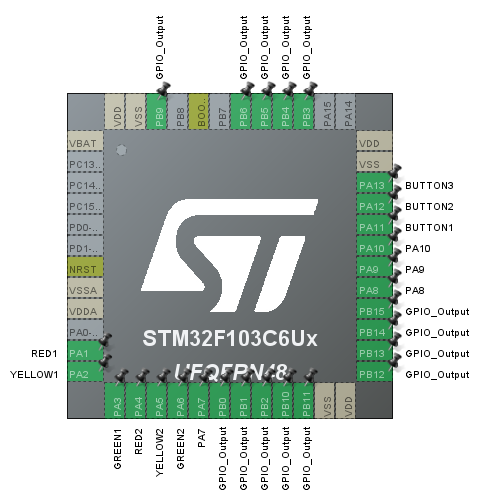 GPIO_Output
GPIO_Output
GPIO_Output
GPIO_Output
GPIO_Output
VDD
VSS
PB9
PB8
BOO..
PB7
PB6
PB5
PB4
PB3
PA15
PA14
VBAT
PC13..
PC14..
PC15..
PD0-..
PD1-..
NRST
VSSA
VDDA
PA0-..
RED1 PA1
YELLOW1 PA2
VDD
VSS
PA13 BUTTON3
PA12 BUTTON2
PA11 BUTTON1
PA10 PA10
PA9 PA9
PA8 PA8
PB15 GPIO_Output
PB14 GPIO_Output
PB13 GPIO_Output
PB12 GPIO_Output
ST
STM32F103C6Ux
UFQFPN48
PA3
PA4
PA5
PA6
PA7
PB0
PB1
PB2
PB10
PB11
VSS
VDD
GREEN1
RED2
YELLOW2
GREEN2
PA7
GPIO_Output
GPIO_Output
GPIO_Output
GPIO_Output
GPIO_Output